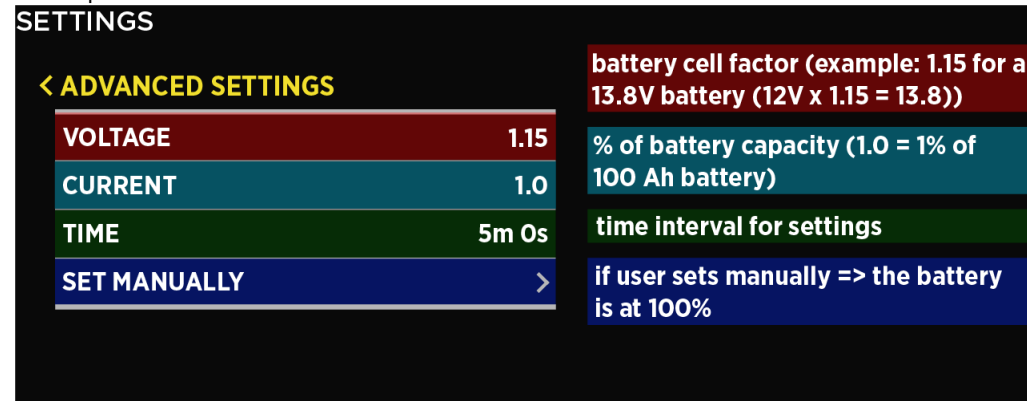 SETTINGS
< ADVANCED SETTINGS
VOLTAGE 1.15
CURRENT 1.0
TIME 5m 0s
SET MANUALLY >
battery cell factor (example: 1.15 for a
13.8V battery (12V x 1.15 = 13.8))
% of battery capacity (1.0 = 1% of
100 Ah battery)
time interval for settings
if user sets manually => the battery
is at 100%